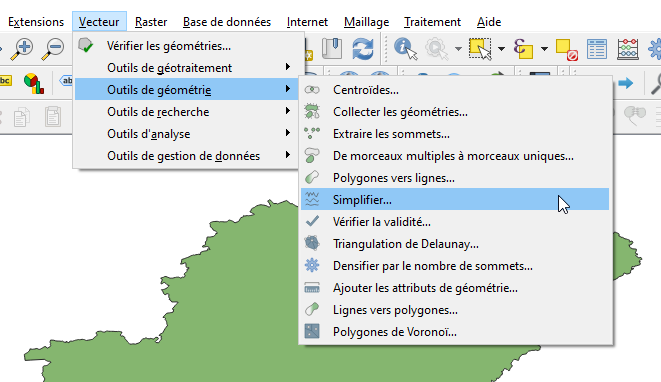 Extensions Vecteur Raster Base de données Internet Maillage Traitement Aide
Vérifier les géométries...
Outils de géotraitement
Outils de géométrie
Outils de recherche
Outils d'analyse
Outils de gestion de données
Centroïdes...
Collecter les géométries...
Extraire les sommets...
De morceaux multiples à morceaux uniques...
Polygones vers lignes...
Simplifier...
Vérifier la validité...
Triangulation de Delaunay...
Densifier par le nombre de sommets...
Ajouter les attributs de géométrie...
Lignes vers polygones...
Polygones de Voronoï...